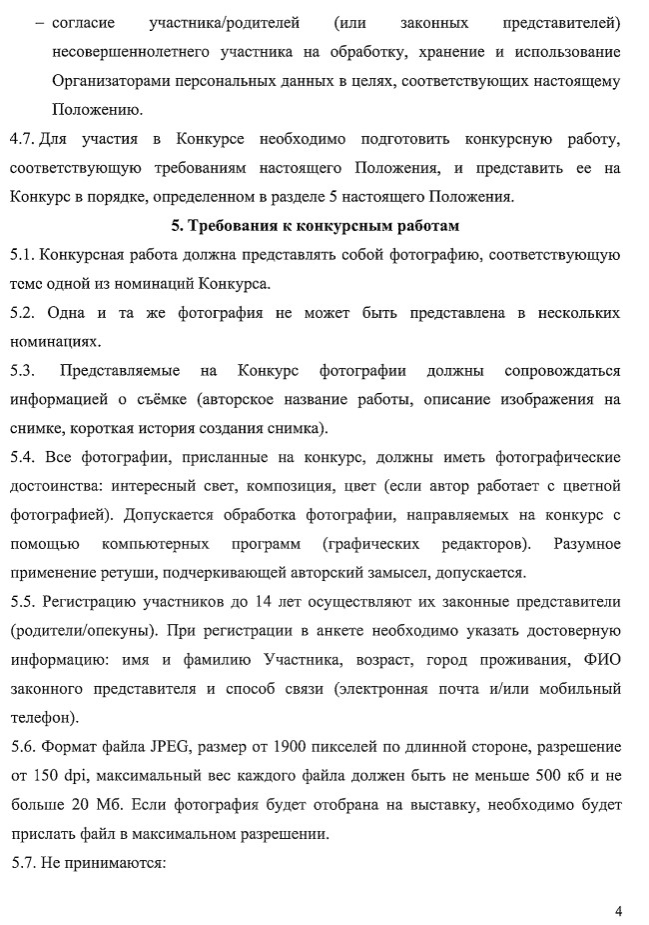 – согласие участника/родителей (или законных представителей)
несовершеннолетнего участника на обработку, хранение и использование
Организаторами персональных данных в целях, соответствующих настоящему
Положению.
4.7. Для участия в Конкурсе необходимо подготовить конкурсную работу,
соответствующую требованиям настоящего Положения, и представить ее на
Конкурс в порядке, определенном в разделе 5 настоящего Положения.
5. Требования к конкурсным работам
5.1. Конкурсная работа должна представлять собой фотографию, соответствующую
теме одной из номинаций Конкурса.
5.2. Одна и та же фотография не может быть представлена в нескольких
номинациях.
5.3. Представляемые на Конкурс фотографии должны сопровождаться
информацией о съёмке (авторское название работы, описание изображения на
снимке, короткая история создания снимка).
5.4. Все фотографии, присланные на конкурс, должны иметь фотографические
достоинства: интересный свет, композиция, цвет (если автор работает с цветной
фотографией). Допускается обработка фотографии, направляемых на конкурс с
помощью компьютерных программ (графических редакторов). Разумное
применение ретуши, подчеркивающей авторский замысел, допускается.
5.5. Регистрацию участников до 14 лет осуществляют их законные представители
(родители/опекуны). При регистрации в анкете необходимо указать достоверную
информацию: имя и фамилию Участника, возраст, город проживания, ФИО
законного представителя и способ связи (электронная почта и/или мобильный
телефон).
5.6. Формат файла JPEG, размер от 1900 пикселей по длинной стороне, разрешение
от 150 dpi, максимальный вес каждого файла должен быть не меньше 500 кб и не
больше 20 Мб. Если фотография будет отобрана на выставку, необходимо будет
прислать файл в максимальном разрешении.
5.7. Не принимаются:
4